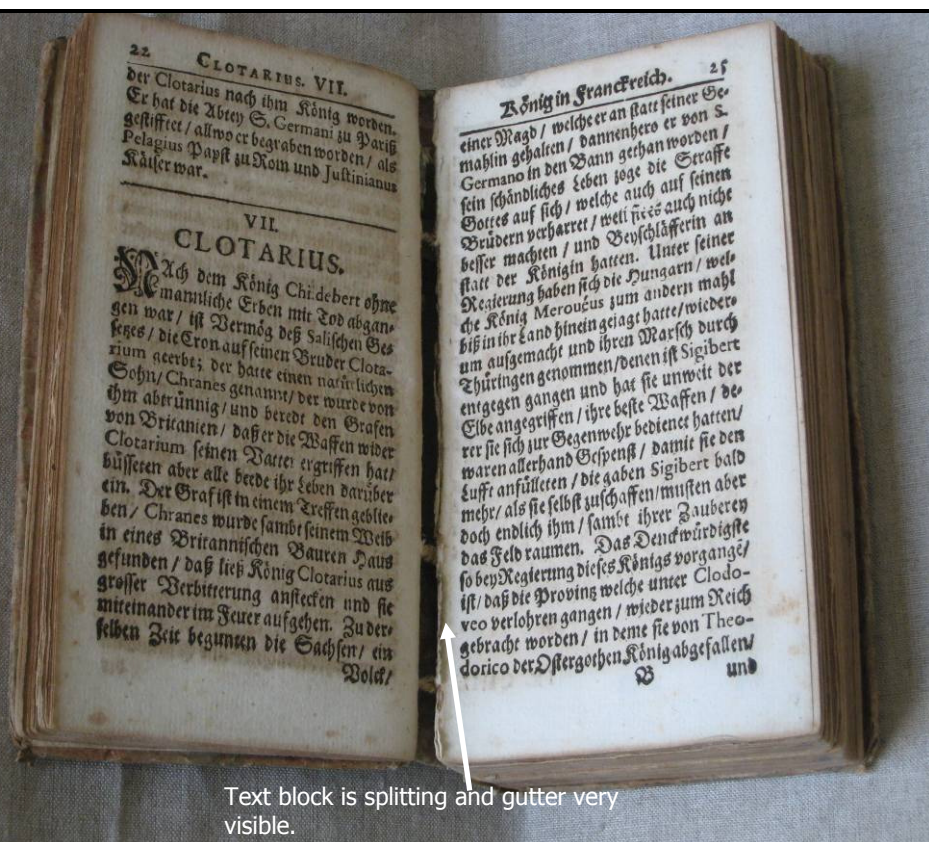 22 CLOTARIUS. VII.
der Clotarius nach ihm König worden.
Er hat die Abtey S. Germani zu Pariß
gestifftet / allwo er begraben worden / als
Pelagius Papst zu Rom und Justinianus
Käiser war.
VII.
CLOTARIUS.
NAch dem König Childebert ohne
mannliche Erben mit Tod abgan-
gen war / ist Vermög deß Salischen Ge-
setzes / die Cron auf seinen Bruder Clota-
rium geerbt; der hatte einen natürlichen
Sohn / Chranes genannt / der wurde von
ihm abtrünnig / und beredt den Grafen
von Britanien / daß er die Waffen wider
Clotarium seinen Vatter ergriffen hat /
büsseten aber alle beede ihr Leben darüber
ein. Der Graf ist in einem Treffen geblie-
ben / Chranes wurde sambt seinem Weib
in eines Britannischen Bauren Haus
gefunden / daß ließ König Clotarius aus
grosser Verbitterung anstecken und sie
miteinander im Feuer aufgehen. Zu der-
selben Zeit begunten die Sachsen / ein
Volck /
König in Franckreich. 25
einer Magd / welche er an statt seiner Ge-
mahlin gehalten / dannenhero er von S.
Germano in den Bann gethan worden /
sein schändliches Leben zoge die Straffe
Gottes auf sich / welche auch auf seinen
Brüdern verharret / weil sie es auch nicht
besser machten / und Beyschläfferin an
statt der Königin hatten. Unter seiner
Regierung haben sich die Hungarn / wel-
che König Meroucus zum andern mahl
biß in ihr Land hinein gejagt hatte / wieder-
um aufgemacht und ihren Marsch durch
Thüringen genommen / denen ist Sigibert
entgegen gangen und hat sie unweit der
Elbe angegriffen / ihre beste Waffen / de-
rer sie sich zur Gegenwehr bedienet hatten /
waren allerhand Gespenst / damit sie den
Lufft anfülleten / die gaben Sigibert bald
mehr / als sie selbst zuschaffen / musten aber
doch endlich ihm / sambt ihrer Zauberey
das Feld raumen. Das Denckwürdigste
so bey Regierung dieses Königs vorgangē /
ist / daß die Provintz welche unter Clodo-
veo verlohren gangen / wieder zum Reich
gebracht worden / in deme sie von Theo-
dorico der Ostergothen König abgefallen /
B und
Text block is splitting and gutter very
visible.